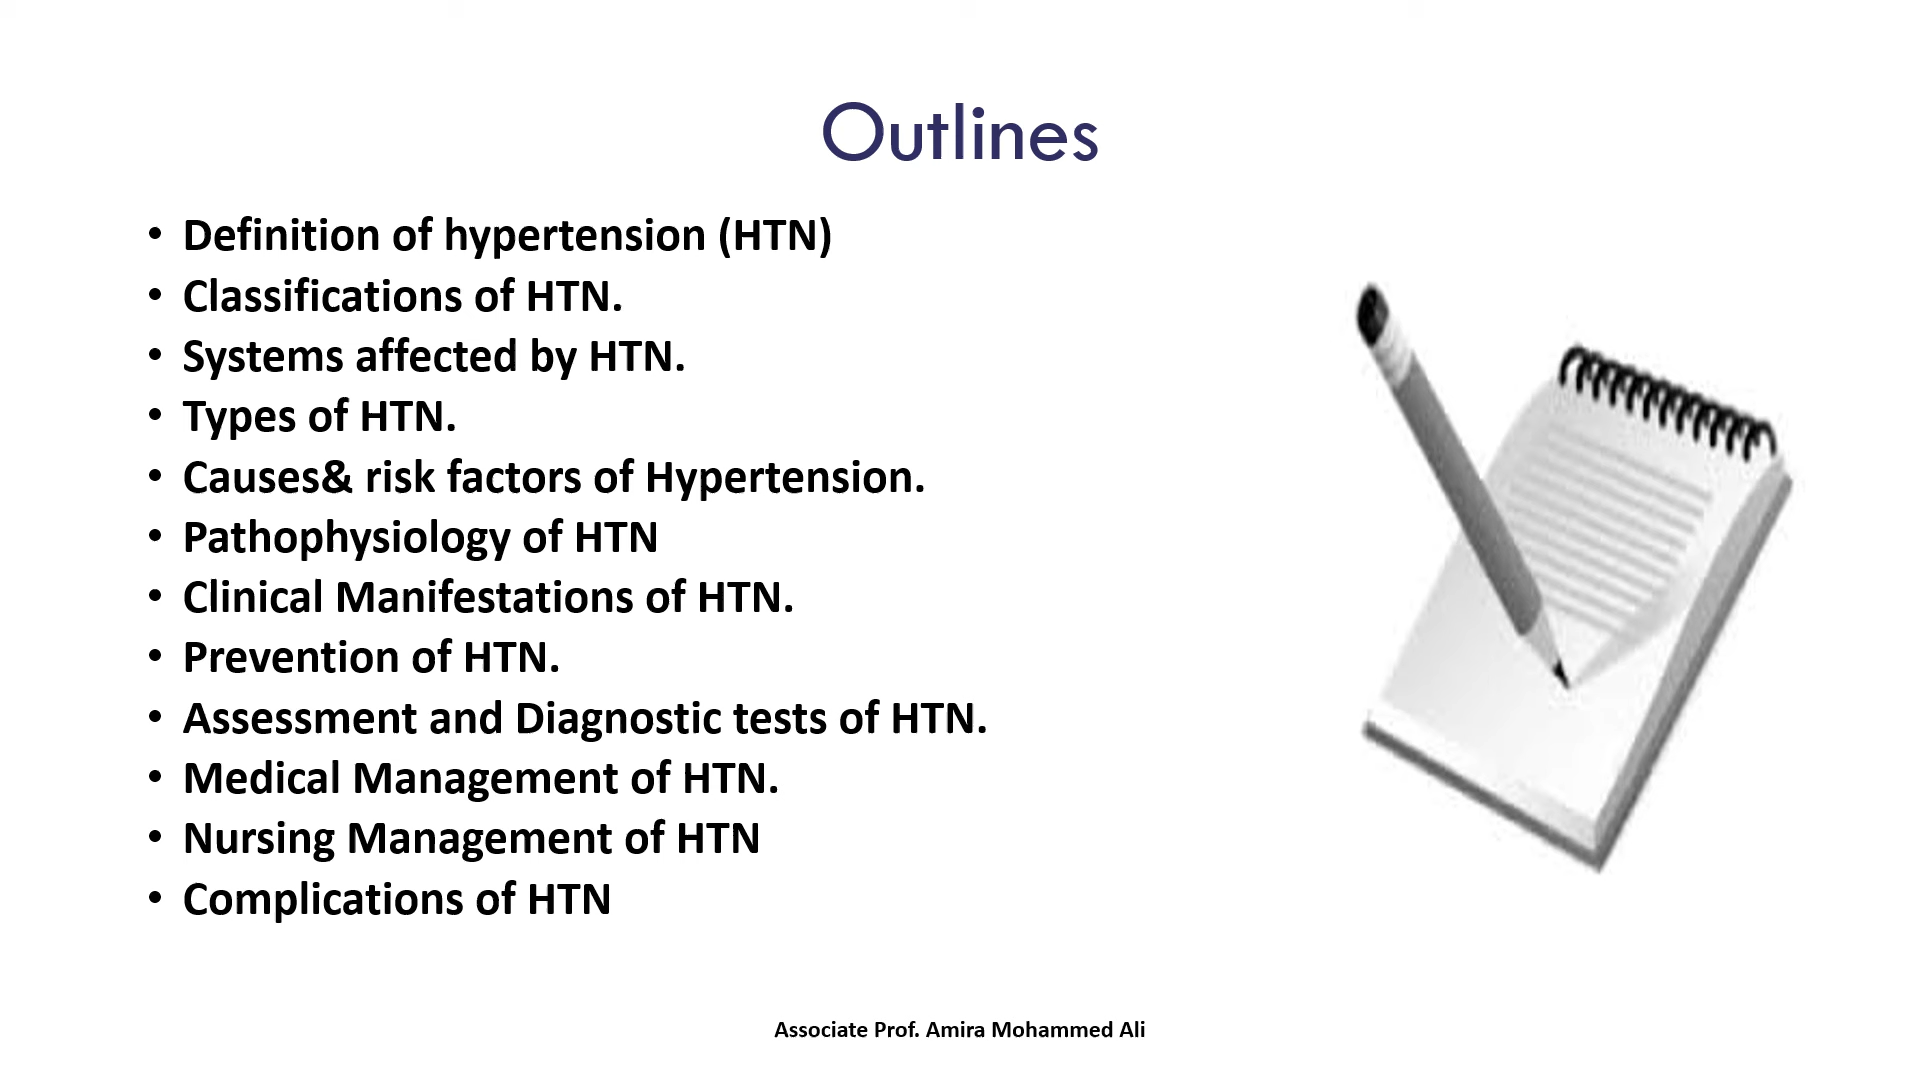 Outlines
• Definition of hypertension (HTN)
• Classifications of HTN.
• Systems affected by HTN.
• Types of HTN.
• Causes& risk factors of Hypertension.
• Pathophysiology of HTN
• Clinical Manifestations of HTN.
• Prevention of HTN.
• Assessment and Diagnostic tests of HTN.
• Medical Management of HTN.
• Nursing Management of HTN
• Complications of HTN
Associate Prof. Amira Mohammed Ali